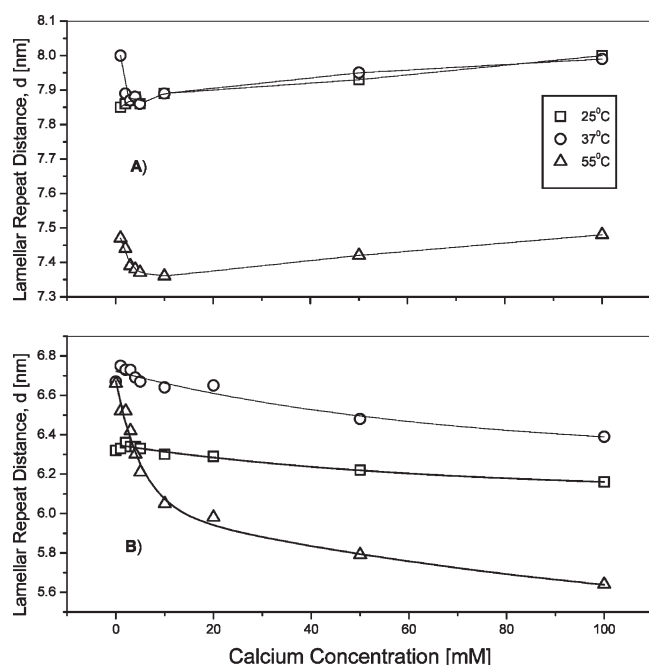 8.1
8.0
7.9
7.8
7.7
7.6
7.5
7.4
7.3
Lamellar Repeat Distance, d [nm]
A)
25⁰C
37⁰C
55⁰C
6.8
6.6
6.4
6.2
6.0
5.8
5.6
Lamellar Repeat Distance, d [nm]
B)
0 20 40 60 80 100
Calcium Concentration [mM]